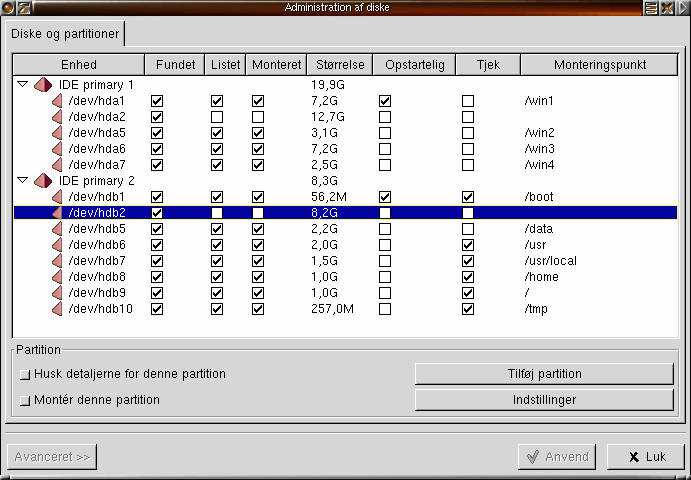 Administration af diske
Diske og partitioner
Enhed Fundet Listet Monteret Størrelse Opstartelig Tjek Monteringspunkt
IDE primary 1 19,9G
/dev/hda1 7,2G /win1
/dev/hda2 12,7G
/dev/hda5 3,1G /win2
/dev/hda6 7,2G /win3
/dev/hda7 2,5G /win4
IDE primary 2 8,3G
/dev/hdb1 56,2M /boot
/dev/hdb2 8,2G
/dev/hdb5 2,2G /data
/dev/hdb6 2,0G /usr
/dev/hdb7 1,5G /usr/local
/dev/hdb8 1,0G /home
/dev/hdb9 1,0G /
/dev/hdb10 257,0M /tmp
Partition
Husk detaljerne for denne partition Tilføj partition
Montér denne partition Indstillinger
Avanceret >> Anvend Luk